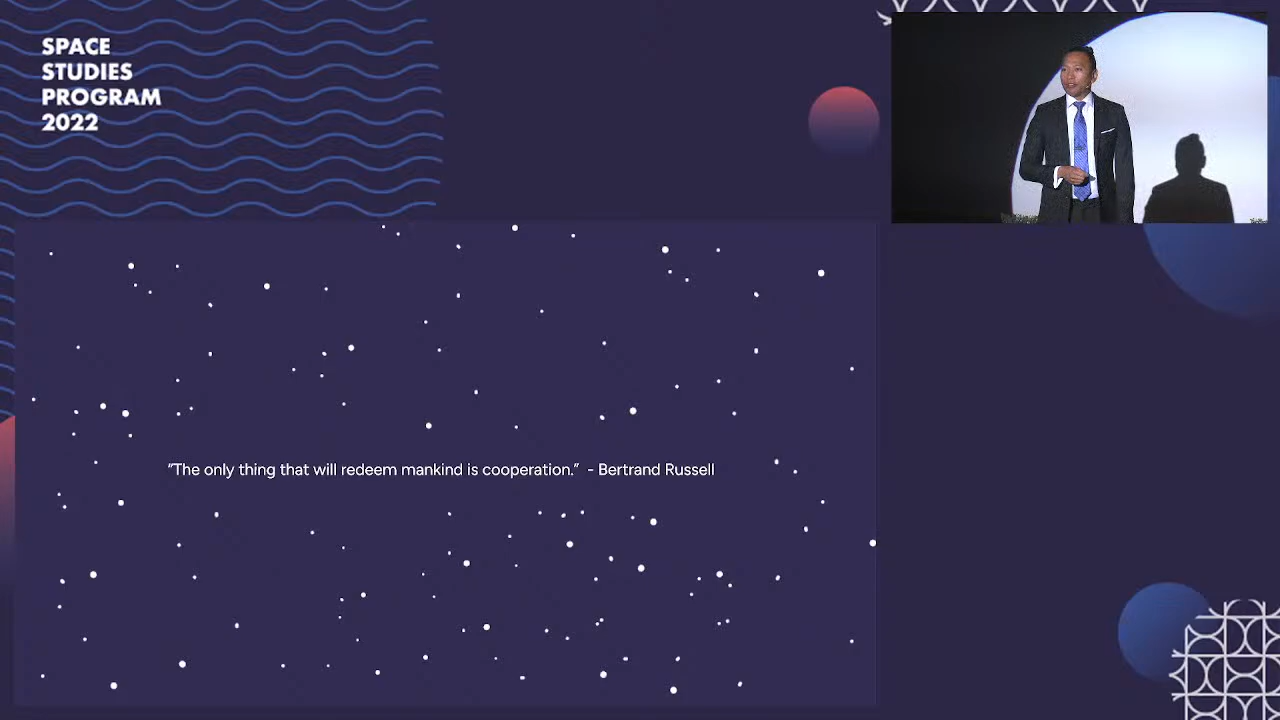 SPACE
STUDIES
PROGRAM
2022
"The only thing that will redeem mankind is cooperation." - Bertrand Russell